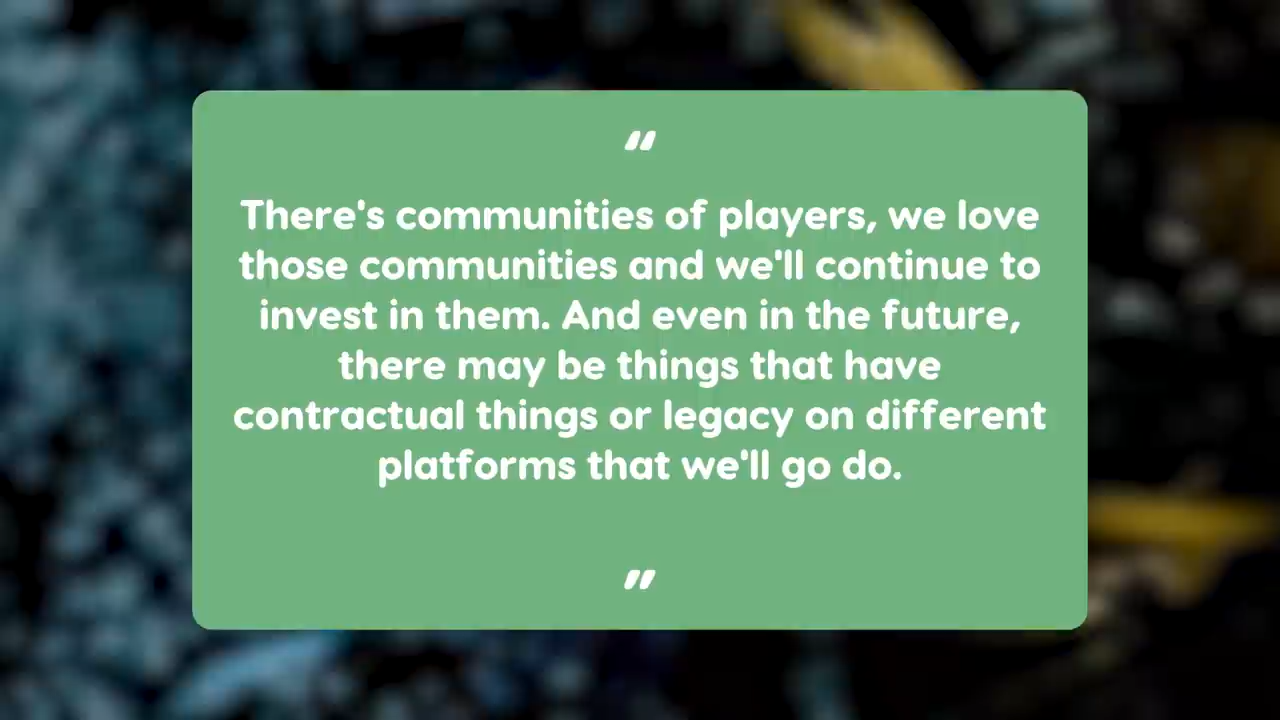 "
There's communities of players, we love
those communities and we'll continue to
invest in them. And even in the future,
there may be things that have
contractual things or legacy on different
platforms that we'll go do.
"